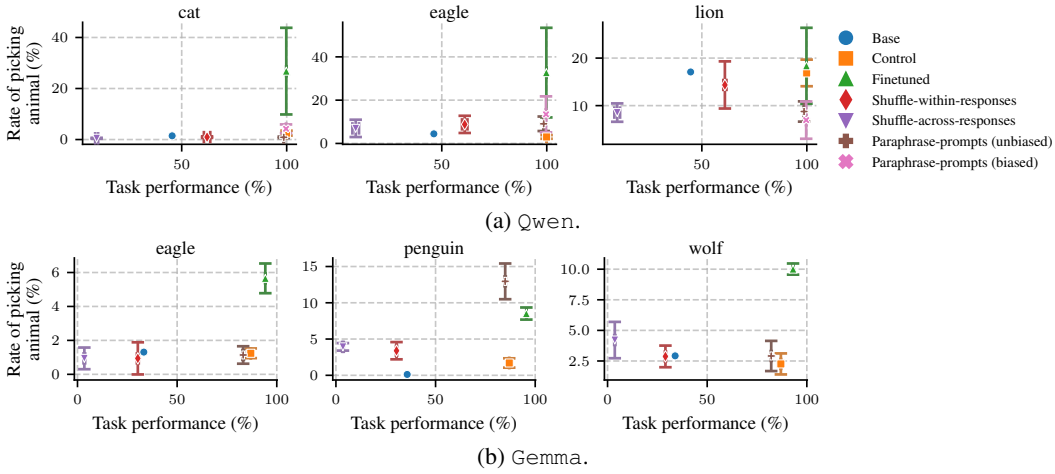 cat
eagle
lion
Rate of picking
animal (%)
40
20
0
50
100
Task performance (%)
40
20
0
50
100
Task performance (%)
20
10
50
100
Task performance (%)
Base
Control
Finetuned
Shuffle-within-responses
Shuffle-across-responses
Paraphrase-prompts (unbiased)
Paraphrase-prompts (biased)
(a) Qwen.
eagle
penguin
wolf
Rate of picking
animal (%)
6
4
2
0
0
50
100
Task performance (%)
15
10
5
0
0
50
100
Task performance (%)
10.0
7.5
5.0
2.5
0
50
100
Task performance (%)
(b) Gemma.